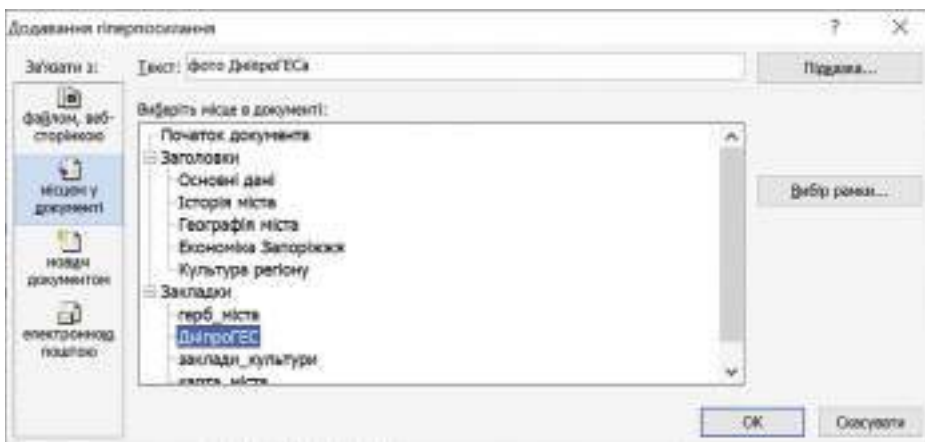 Додавання гіперпосилання
Зв'язати з:
Текст: фото ДніпроГЕСа
Підказка...
файлом, веб-
сторінкою
місцем у
документі
новим
документом
електронною
поштою
Виберіть місце в документі:
Початок документа
Заголовки
Основні дані
Історія міста
Географія міста
Економіка Запоріжжя
Культура регіону
Закладки
герб_міста
ДніпроГЕС
заклади_культури
карта_міста
Вибір рамки...
ОК
Скасувати